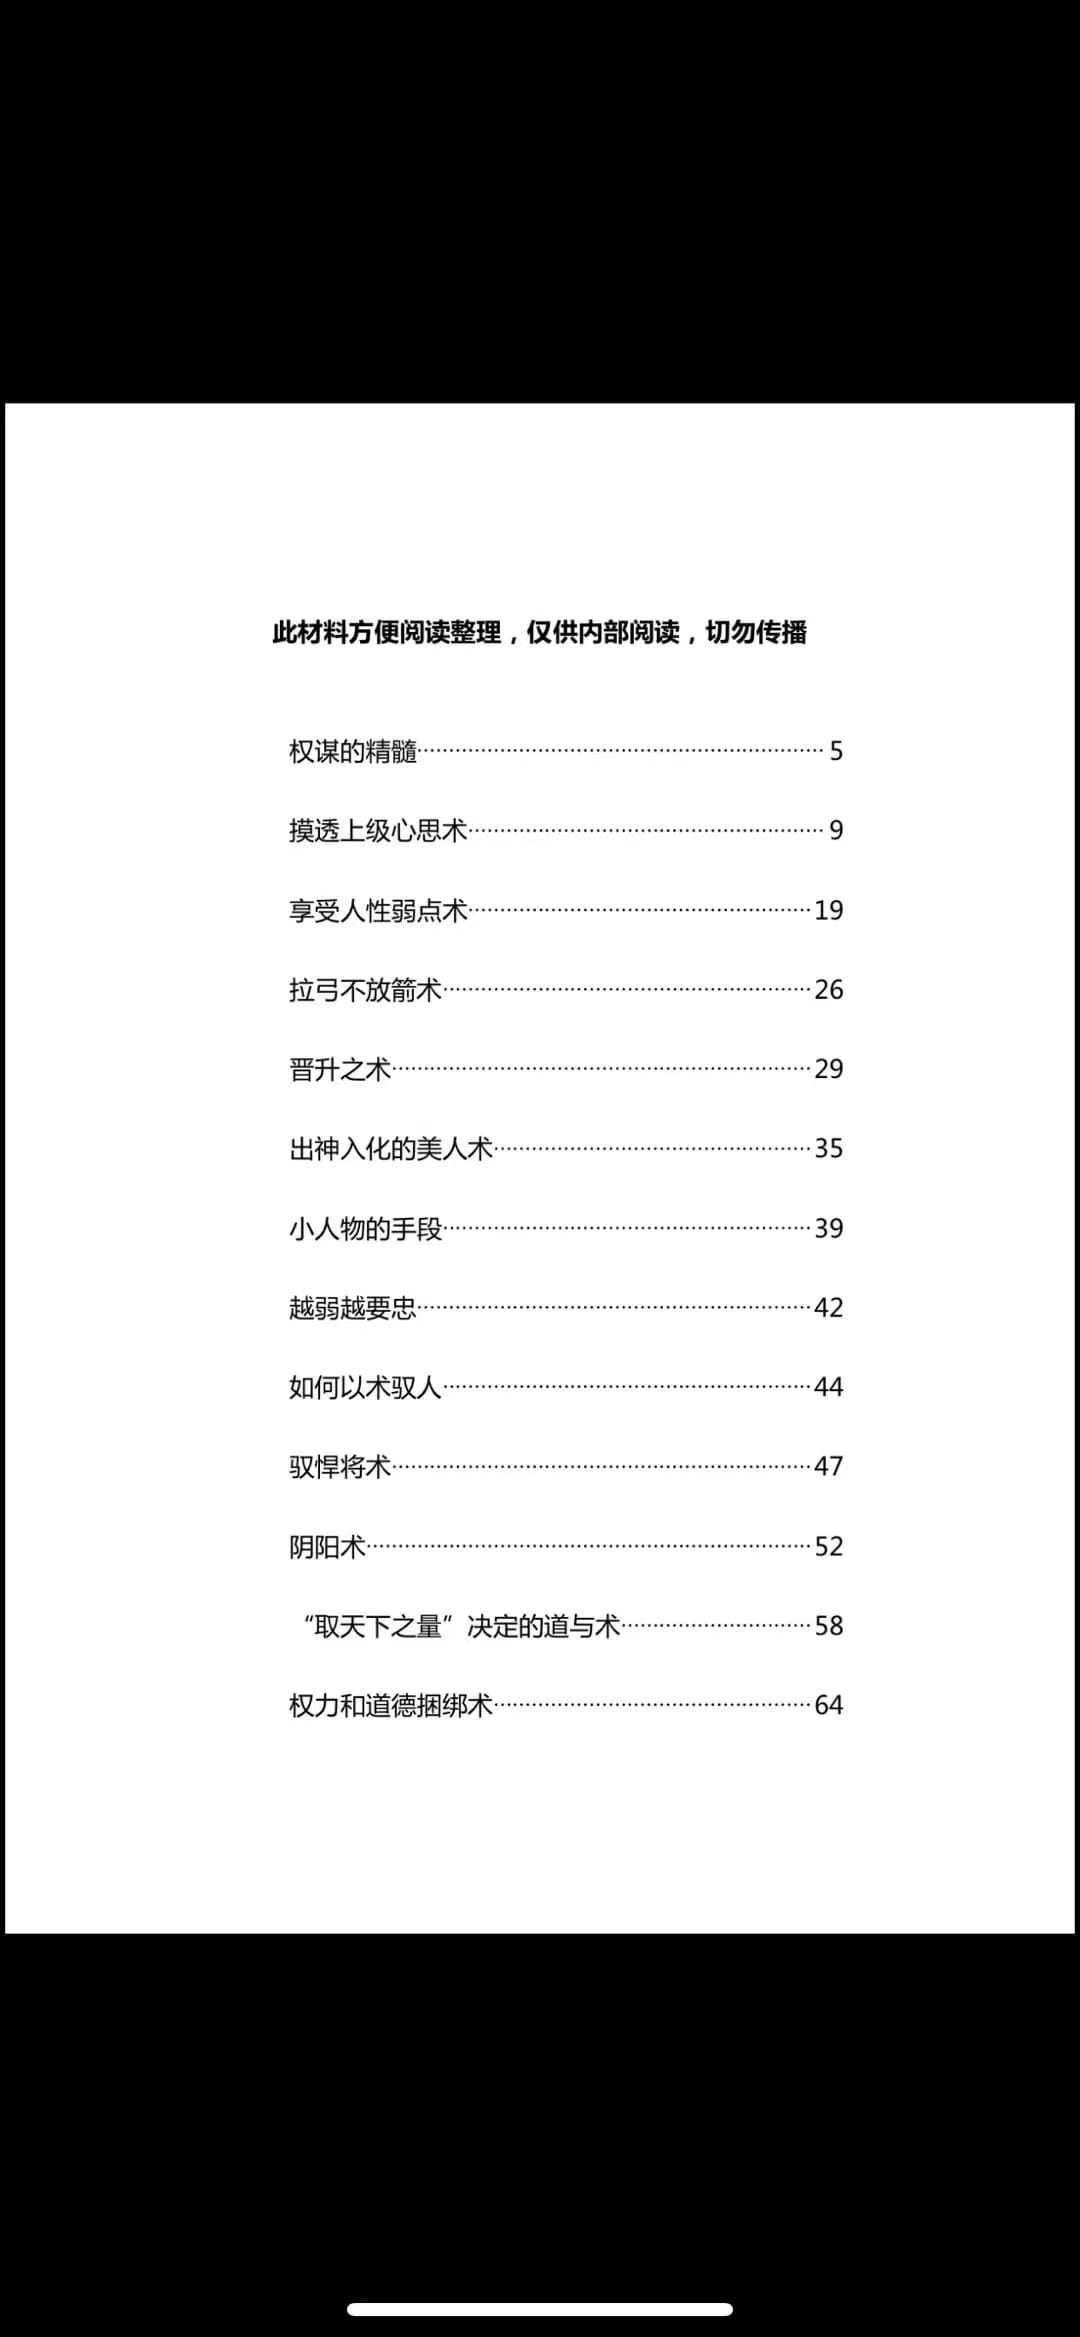 此材料方便阅读整理，仅供内部阅读，切勿传播
权谋的精髓⋯⋯⋯⋯⋯⋯⋯⋯⋯⋯⋯⋯⋯⋯⋯⋯⋯⋯ 5
摸透上级心思术⋯⋯⋯⋯⋯⋯⋯⋯⋯⋯⋯⋯⋯⋯⋯⋯ 9
享受人性弱点术⋯⋯⋯⋯⋯⋯⋯⋯⋯⋯⋯⋯⋯⋯⋯ 19
拉弓不放箭术⋯⋯⋯⋯⋯⋯⋯⋯⋯⋯⋯⋯⋯⋯⋯⋯ 26
晋升之术⋯⋯⋯⋯⋯⋯⋯⋯⋯⋯⋯⋯⋯⋯⋯⋯⋯⋯ 29
出神入化的美人术⋯⋯⋯⋯⋯⋯⋯⋯⋯⋯⋯⋯⋯⋯ 35
小人物的手段⋯⋯⋯⋯⋯⋯⋯⋯⋯⋯⋯⋯⋯⋯⋯⋯ 39
越弱越要忠⋯⋯⋯⋯⋯⋯⋯⋯⋯⋯⋯⋯⋯⋯⋯⋯⋯ 42
如何以术驭人⋯⋯⋯⋯⋯⋯⋯⋯⋯⋯⋯⋯⋯⋯⋯⋯ 44
驭悍将术⋯⋯⋯⋯⋯⋯⋯⋯⋯⋯⋯⋯⋯⋯⋯⋯⋯⋯ 47
阴阳术⋯⋯⋯⋯⋯⋯⋯⋯⋯⋯⋯⋯⋯⋯⋯⋯⋯⋯⋯ 52
“取天下之量”决定的道与术⋯⋯⋯⋯⋯⋯⋯⋯⋯⋯ 58
权力和道德捆绑术⋯⋯⋯⋯⋯⋯⋯⋯⋯⋯⋯⋯⋯⋯ 64